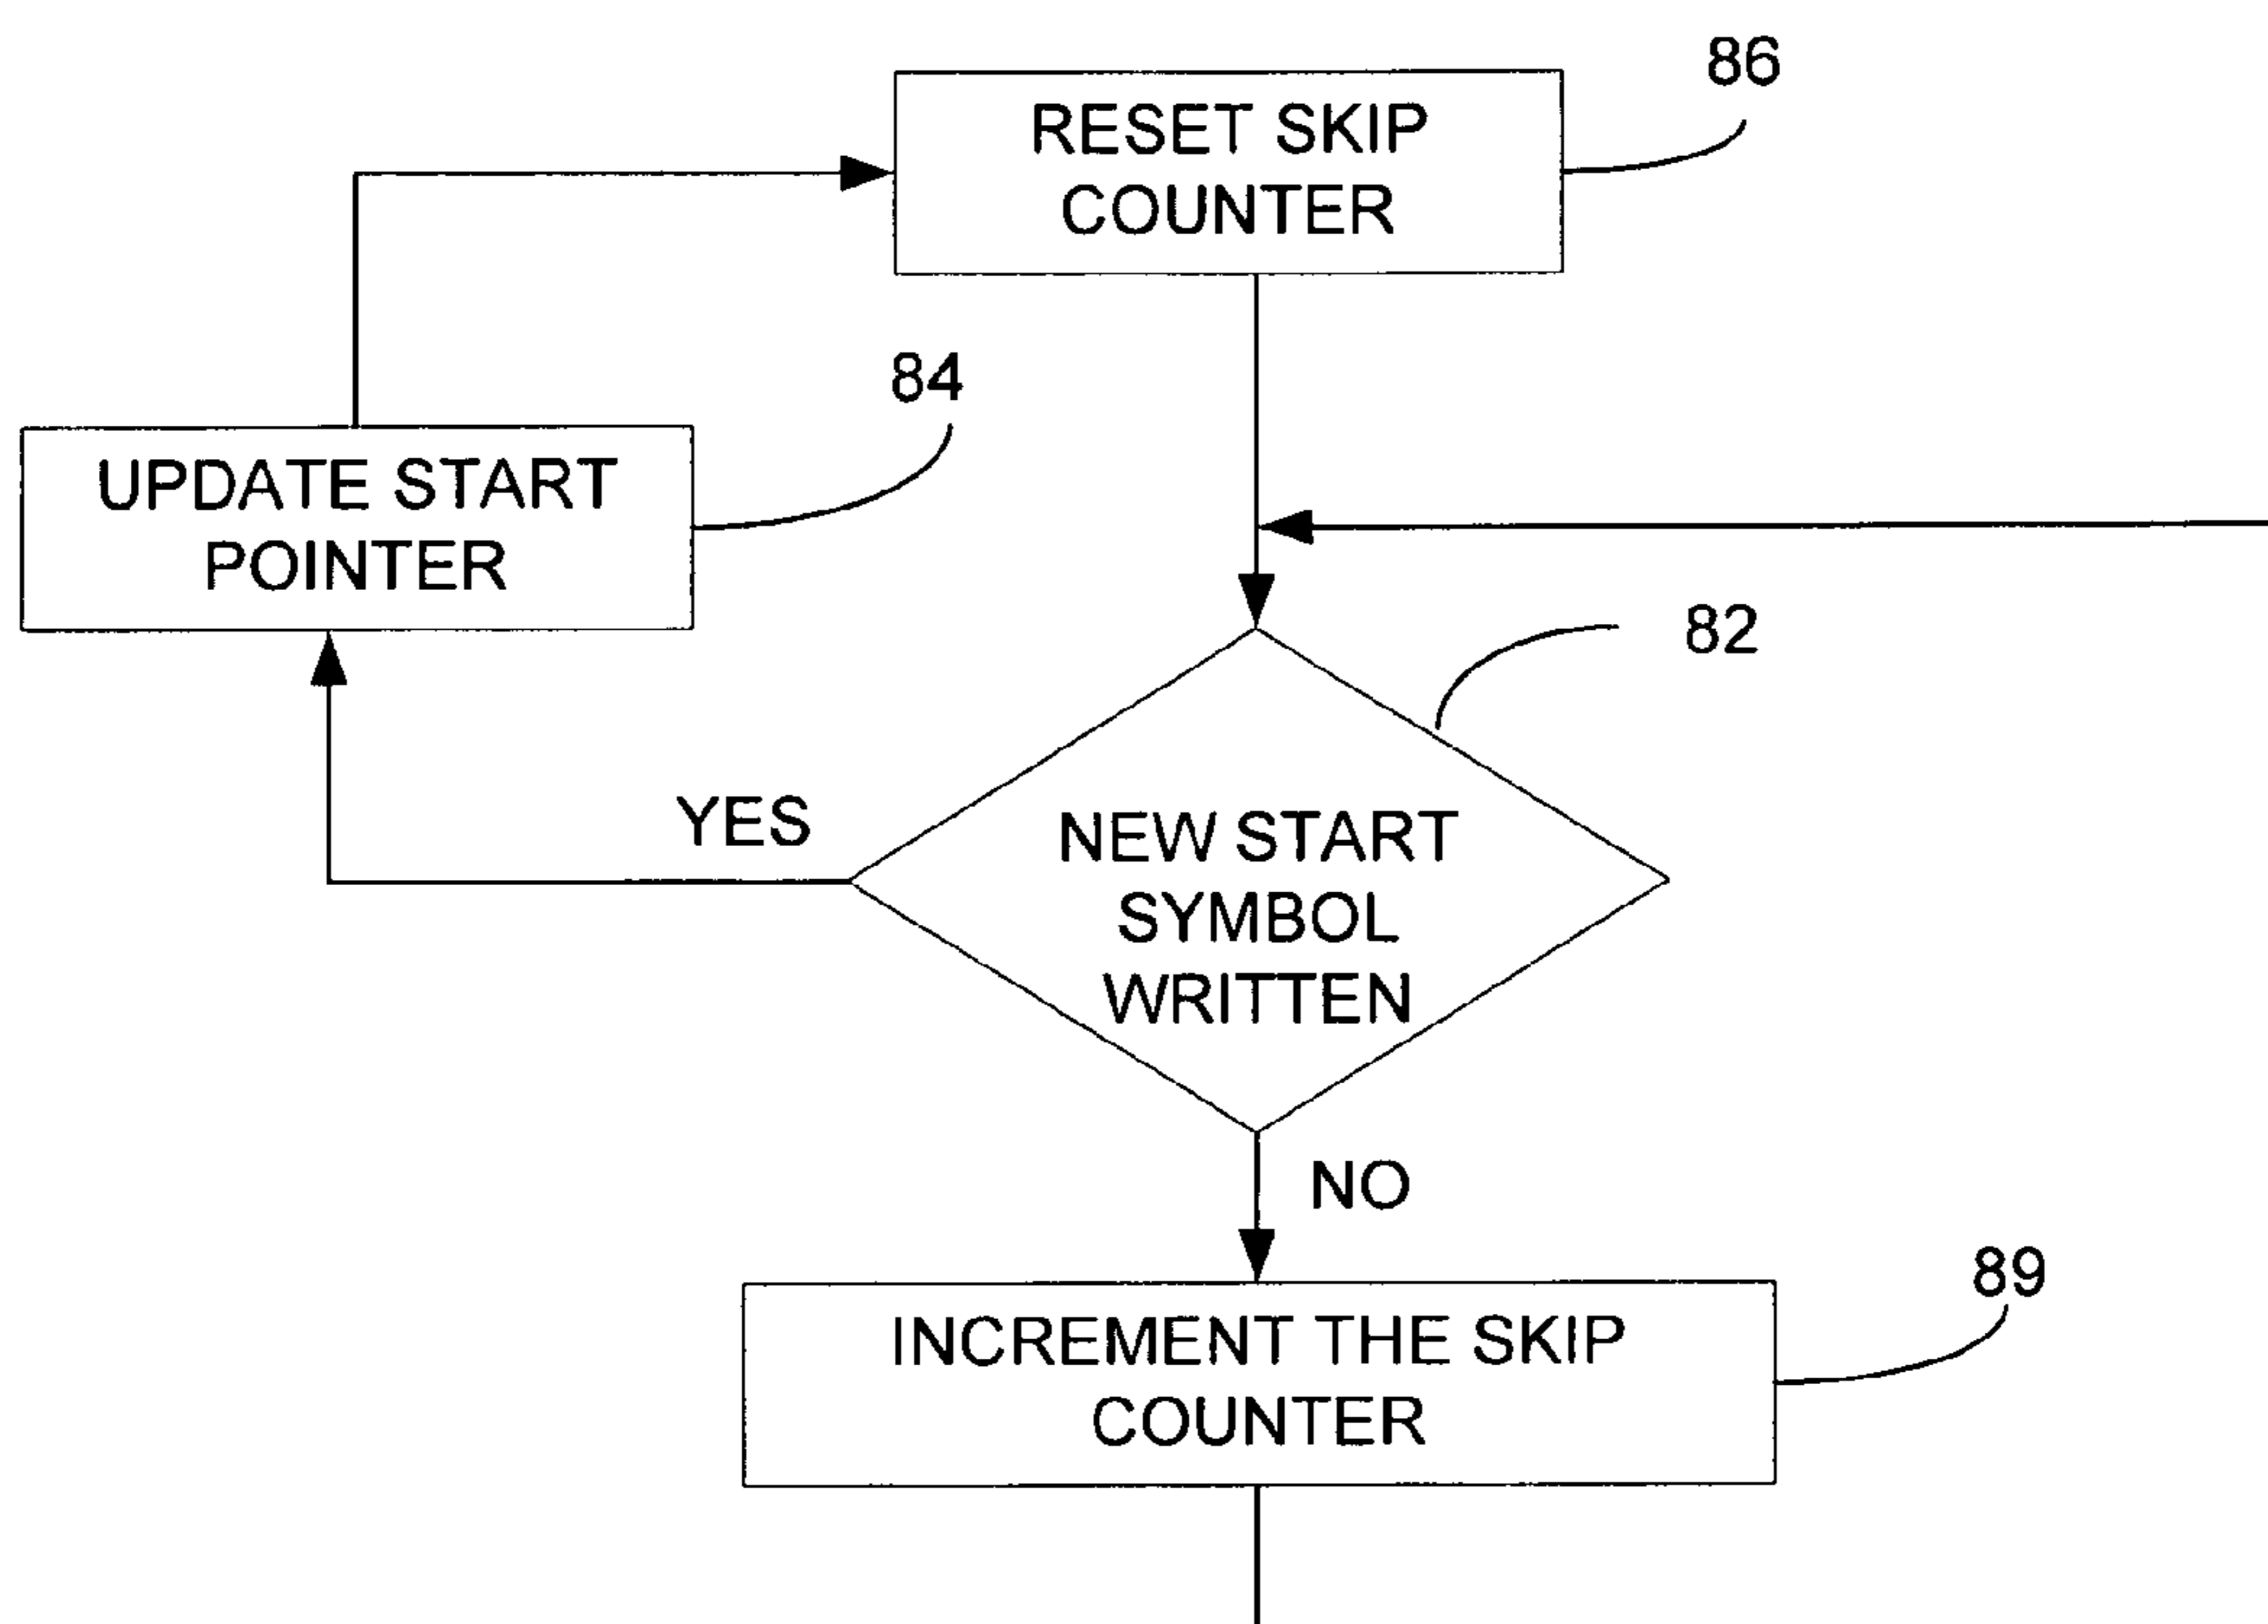 86
RESET SKIP
COUNTER
84
UPDATE START
POINTER
82
YES
NEW START
SYMBOL
WRITTEN
NO
89
INCREMENT THE SKIP
COUNTER